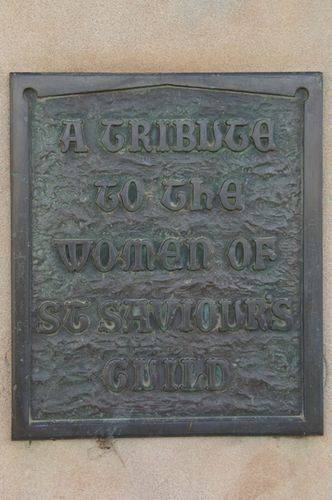 A TRIBUTE
TO THE
WOMEN OF
ST SAVIOUR'S
GUILD